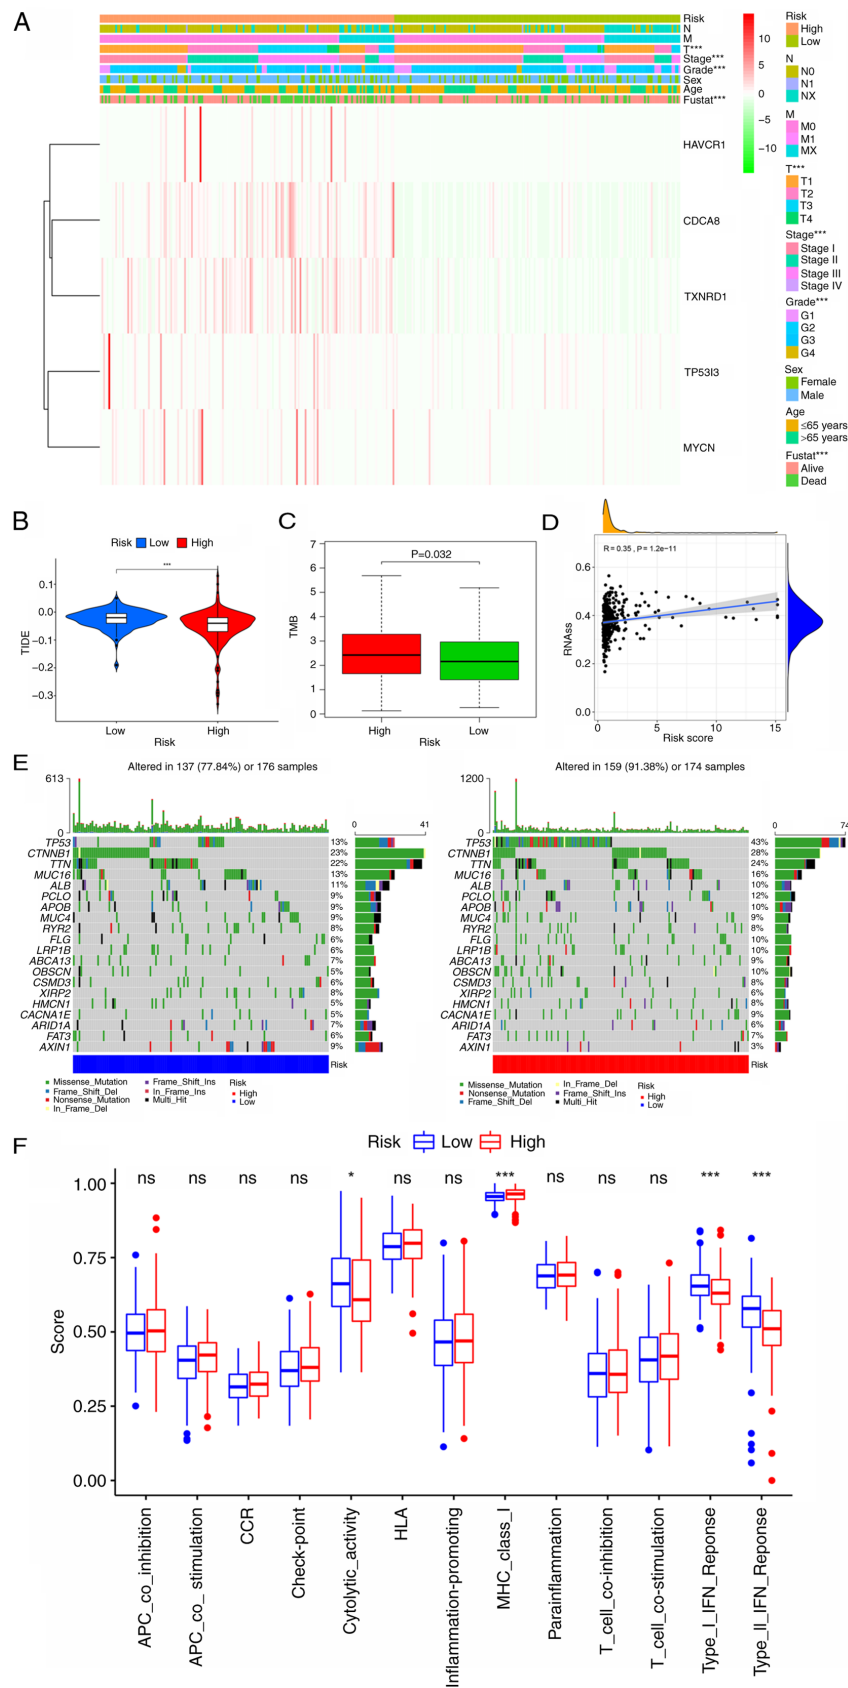 A
Risk
N
M
T***
Stage***
Grade***
Sex
Age
Fustat***
HAVCR1
CDCA8
TXNRD1
TP53I3
MYCN
10
5
0
−5
−10
Risk
High
Low
N
N0
N1
NX
M
M0
M1
MX
T***
T1
T2
T3
T4
Stage***
Stage I
Stage II
Stage III
Stage IV
Grade***
G1
G2
G3
G4
Sex
Female
Male
Age
≤65 years
>65 years
Fustat***
Alive
Dead
B
Risk Low High
***
TIDE
0.1
0.0
−0.1
−0.2
−0.3
Low High
Risk
C
P=0.032
TMB
7
6
5
4
3
2
1
0
High Low
Risk
D
R = 0.35 , P = 1.2e−11
RNAss
0.6
0.4
0.2
0.0
0 5 10 15
Risk score
E
Altered in 137 (77.84%) or 176 samples
613
0
0 41
TP53 13%
CTNNB1 23%
TTN 22%
MUC16 13%
ALB 11%
PCLO 9%
APOB 9%
MUC4 9%
RYR2 8%
FLG 6%
LRP1B 6%
ABCA13 7%
OBSCN 5%
CSMD3 6%
XIRP2 8%
HMCN1 5%
CACNA1E 5%
ARID1A 7%
FAT3 6%
AXIN1 9%
Risk
Missense_Mutation
Frame_Shift_Del
Nonsense_Mutation
In_Frame_Del
Frame_Shift_Ins
In_Frame_Ins
Multi_Hit
Risk
High
Low
Altered in 159 (91.38%) or 174 samples
1200
0
0 74
TP53 43%
CTNNB1 28%
TTN 24%
MUC16 16%
ALB 10%
PCLO 12%
APOB 10%
MUC4 9%
RYR2 8%
FLG 10%
LRP1B 10%
ABCA13 9%
OBSCN 10%
CSMD3 8%
XIRP2 6%
HMCN1 8%
CACNA1E 9%
ARID1A 6%
FAT3 7%
AXIN1 3%
Risk
Missense_Mutation
Nonsense_Mutation
Frame_Shift_Del
In_Frame_Del
Frame_Shift_Ins
Multi_Hit
Risk
High
Low
F
Risk Low High
ns ns ns ns * ns ns *** ns ns ns *** ***
Score
1.00
0.75
0.50
0.25
0.00
APC_co_inhibition
APC_co_ stimulation
CCR
Check-point
Cytolytic_activity
HLA
Inflammation-promoting
MHC_class_I
Parainflammation
T_cell_co-inhibition
T_cell_co-stimulation
Type_I_IFN_Reponse
Type_II_IFN_Reponse